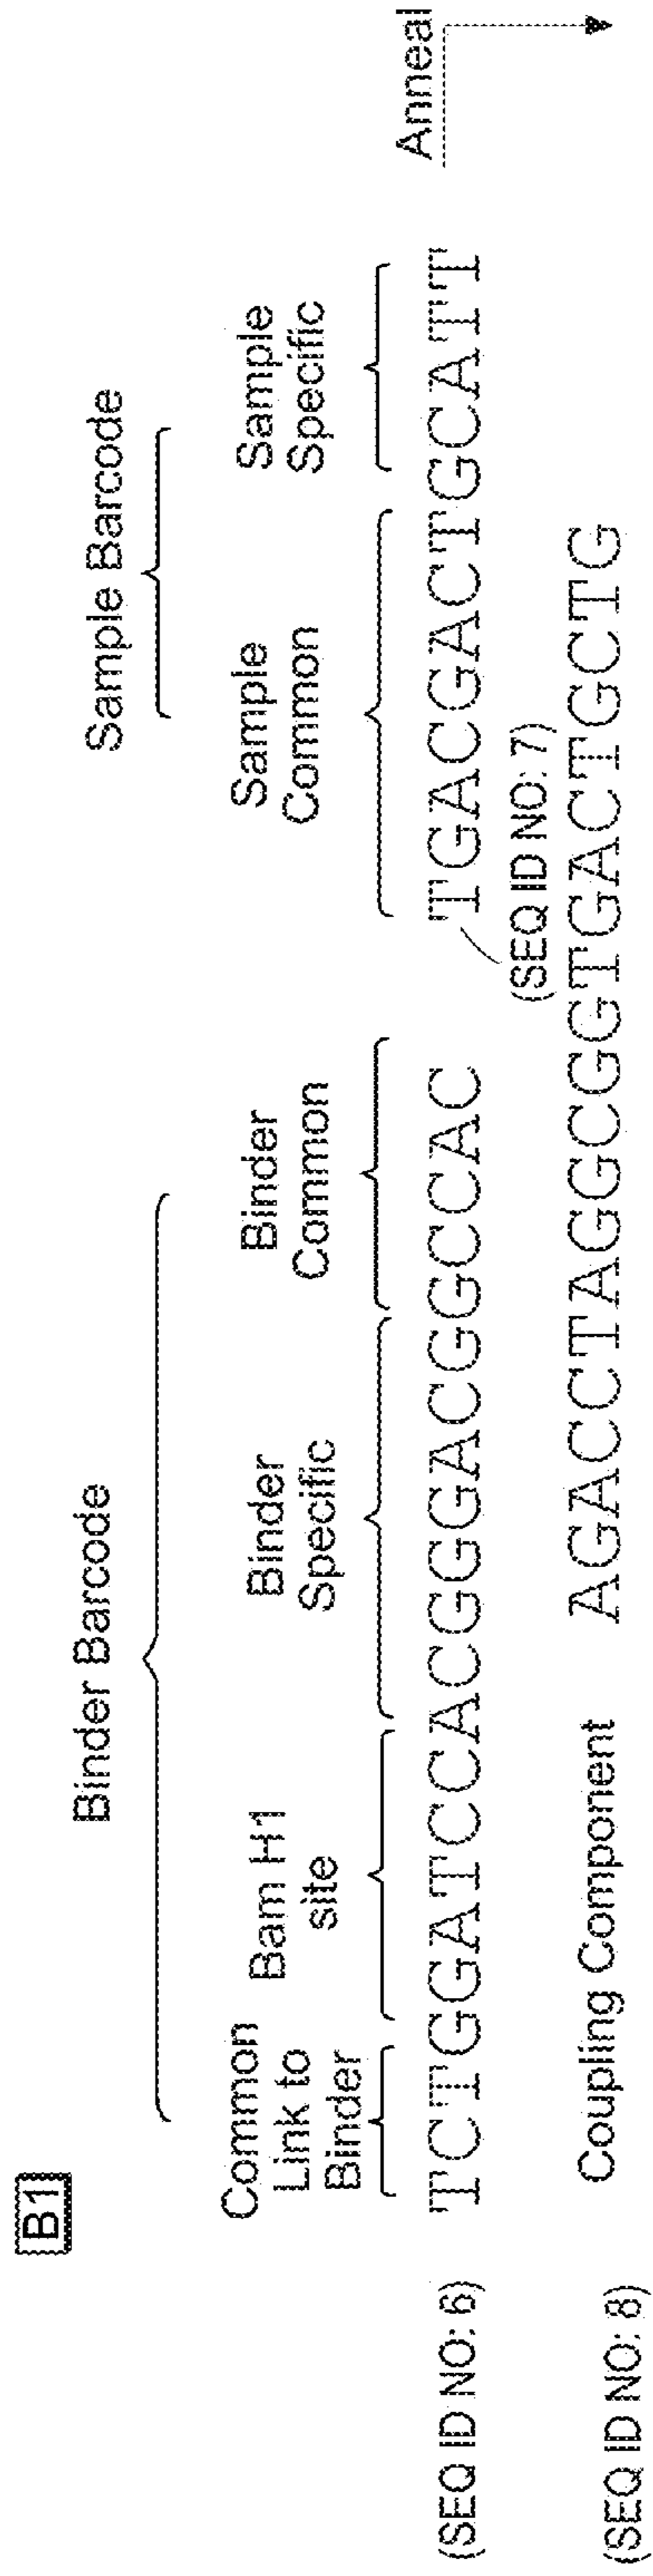 B1
Binder Barcode
Sample Barcode
Common
Link to
Binder
Bam H1
site
Binder
Specific
Binder
Common
Sample
Common
Sample
Specific
Anneal
(SEQ ID NO: 6) TCTGGATCCACGGGACGGCCAC TGACGACTGCATT
(SEQ ID NO: 7)
(SEQ ID NO: 8) Coupling Component AGACCTAGGCGGTGACTGCTG